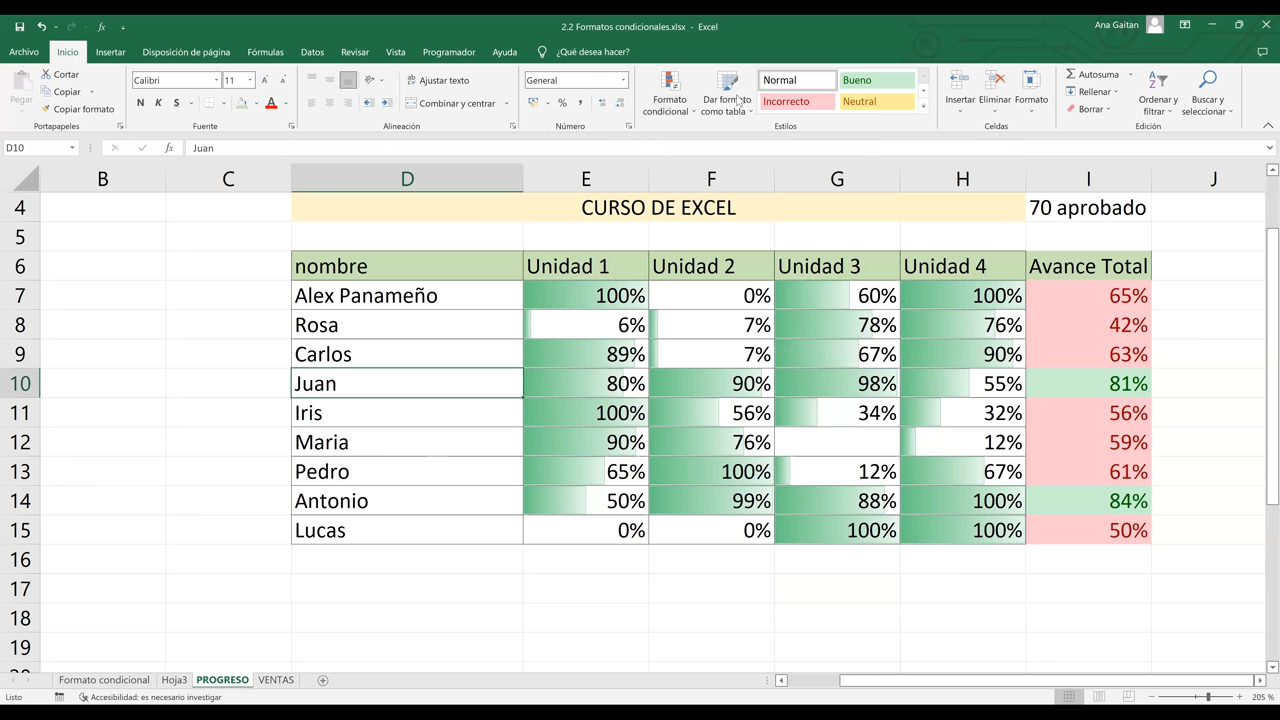 2.2 Formatos condicionales.xlsx - Excel
Ana Gaitan
Archivo Inicio Insertar Disposición de página Fórmulas Datos Revisar Vista Programador Ayuda ¿Qué desea hacer?
Pegar
Cortar
Copiar
Copiar formato
Portapapeles
Calibri 11
N K S
Fuente
Ajustar texto
Combinar y centrar
Alineación
General
Número
Formato condicional
Dar formato como tabla
Normal Bueno
Incorrecto Neutral
Estilos
Insertar Eliminar Formato
Celdas
Autosuma
Rellenar
Borrar
Ordenar y filtrar
Buscar y seleccionar
Edición
D10 fx Juan
B C D E F G H I J
4 CURSO DE EXCEL 70 aprobado
5
6 nombre Unidad 1 Unidad 2 Unidad 3 Unidad 4 Avance Total
7 Alex Panameño 100% 0% 60% 100% 65%
8 Rosa 6% 7% 78% 76% 42%
9 Carlos 89% 7% 67% 90% 63%
10 Juan 80% 90% 98% 55% 81%
11 Iris 100% 56% 34% 32% 56%
12 Maria 90% 76% 12% 59%
13 Pedro 65% 100% 12% 67% 61%
14 Antonio 50% 99% 88% 100% 84%
15 Lucas 0% 0% 100% 100% 50%
16
17
18
19
Formato condicional Hoja3 PROGRESO VENTAS
Listo Accesibilidad: es necesario investigar 205 %